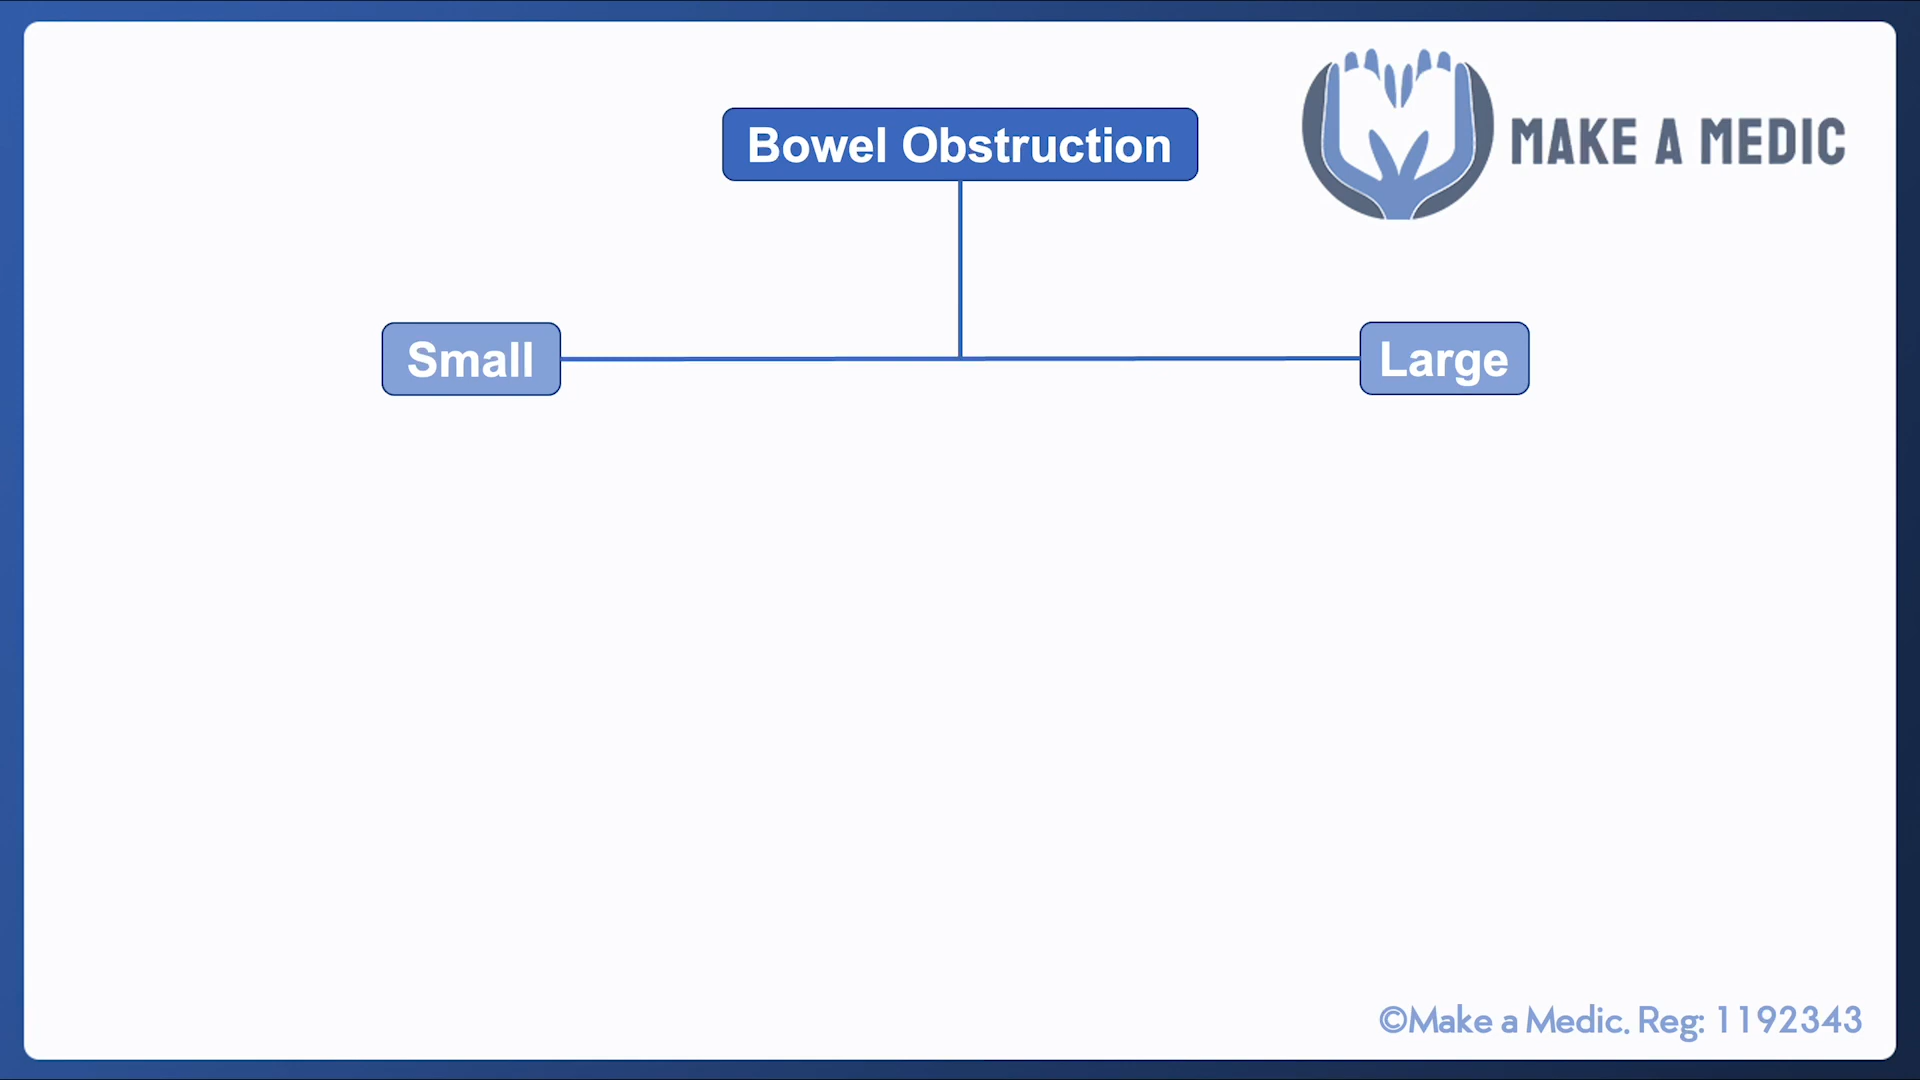 Bowel Obstruction
MAKE A MEDIC
Small
Large
©Make a Medic. Reg: 1192343